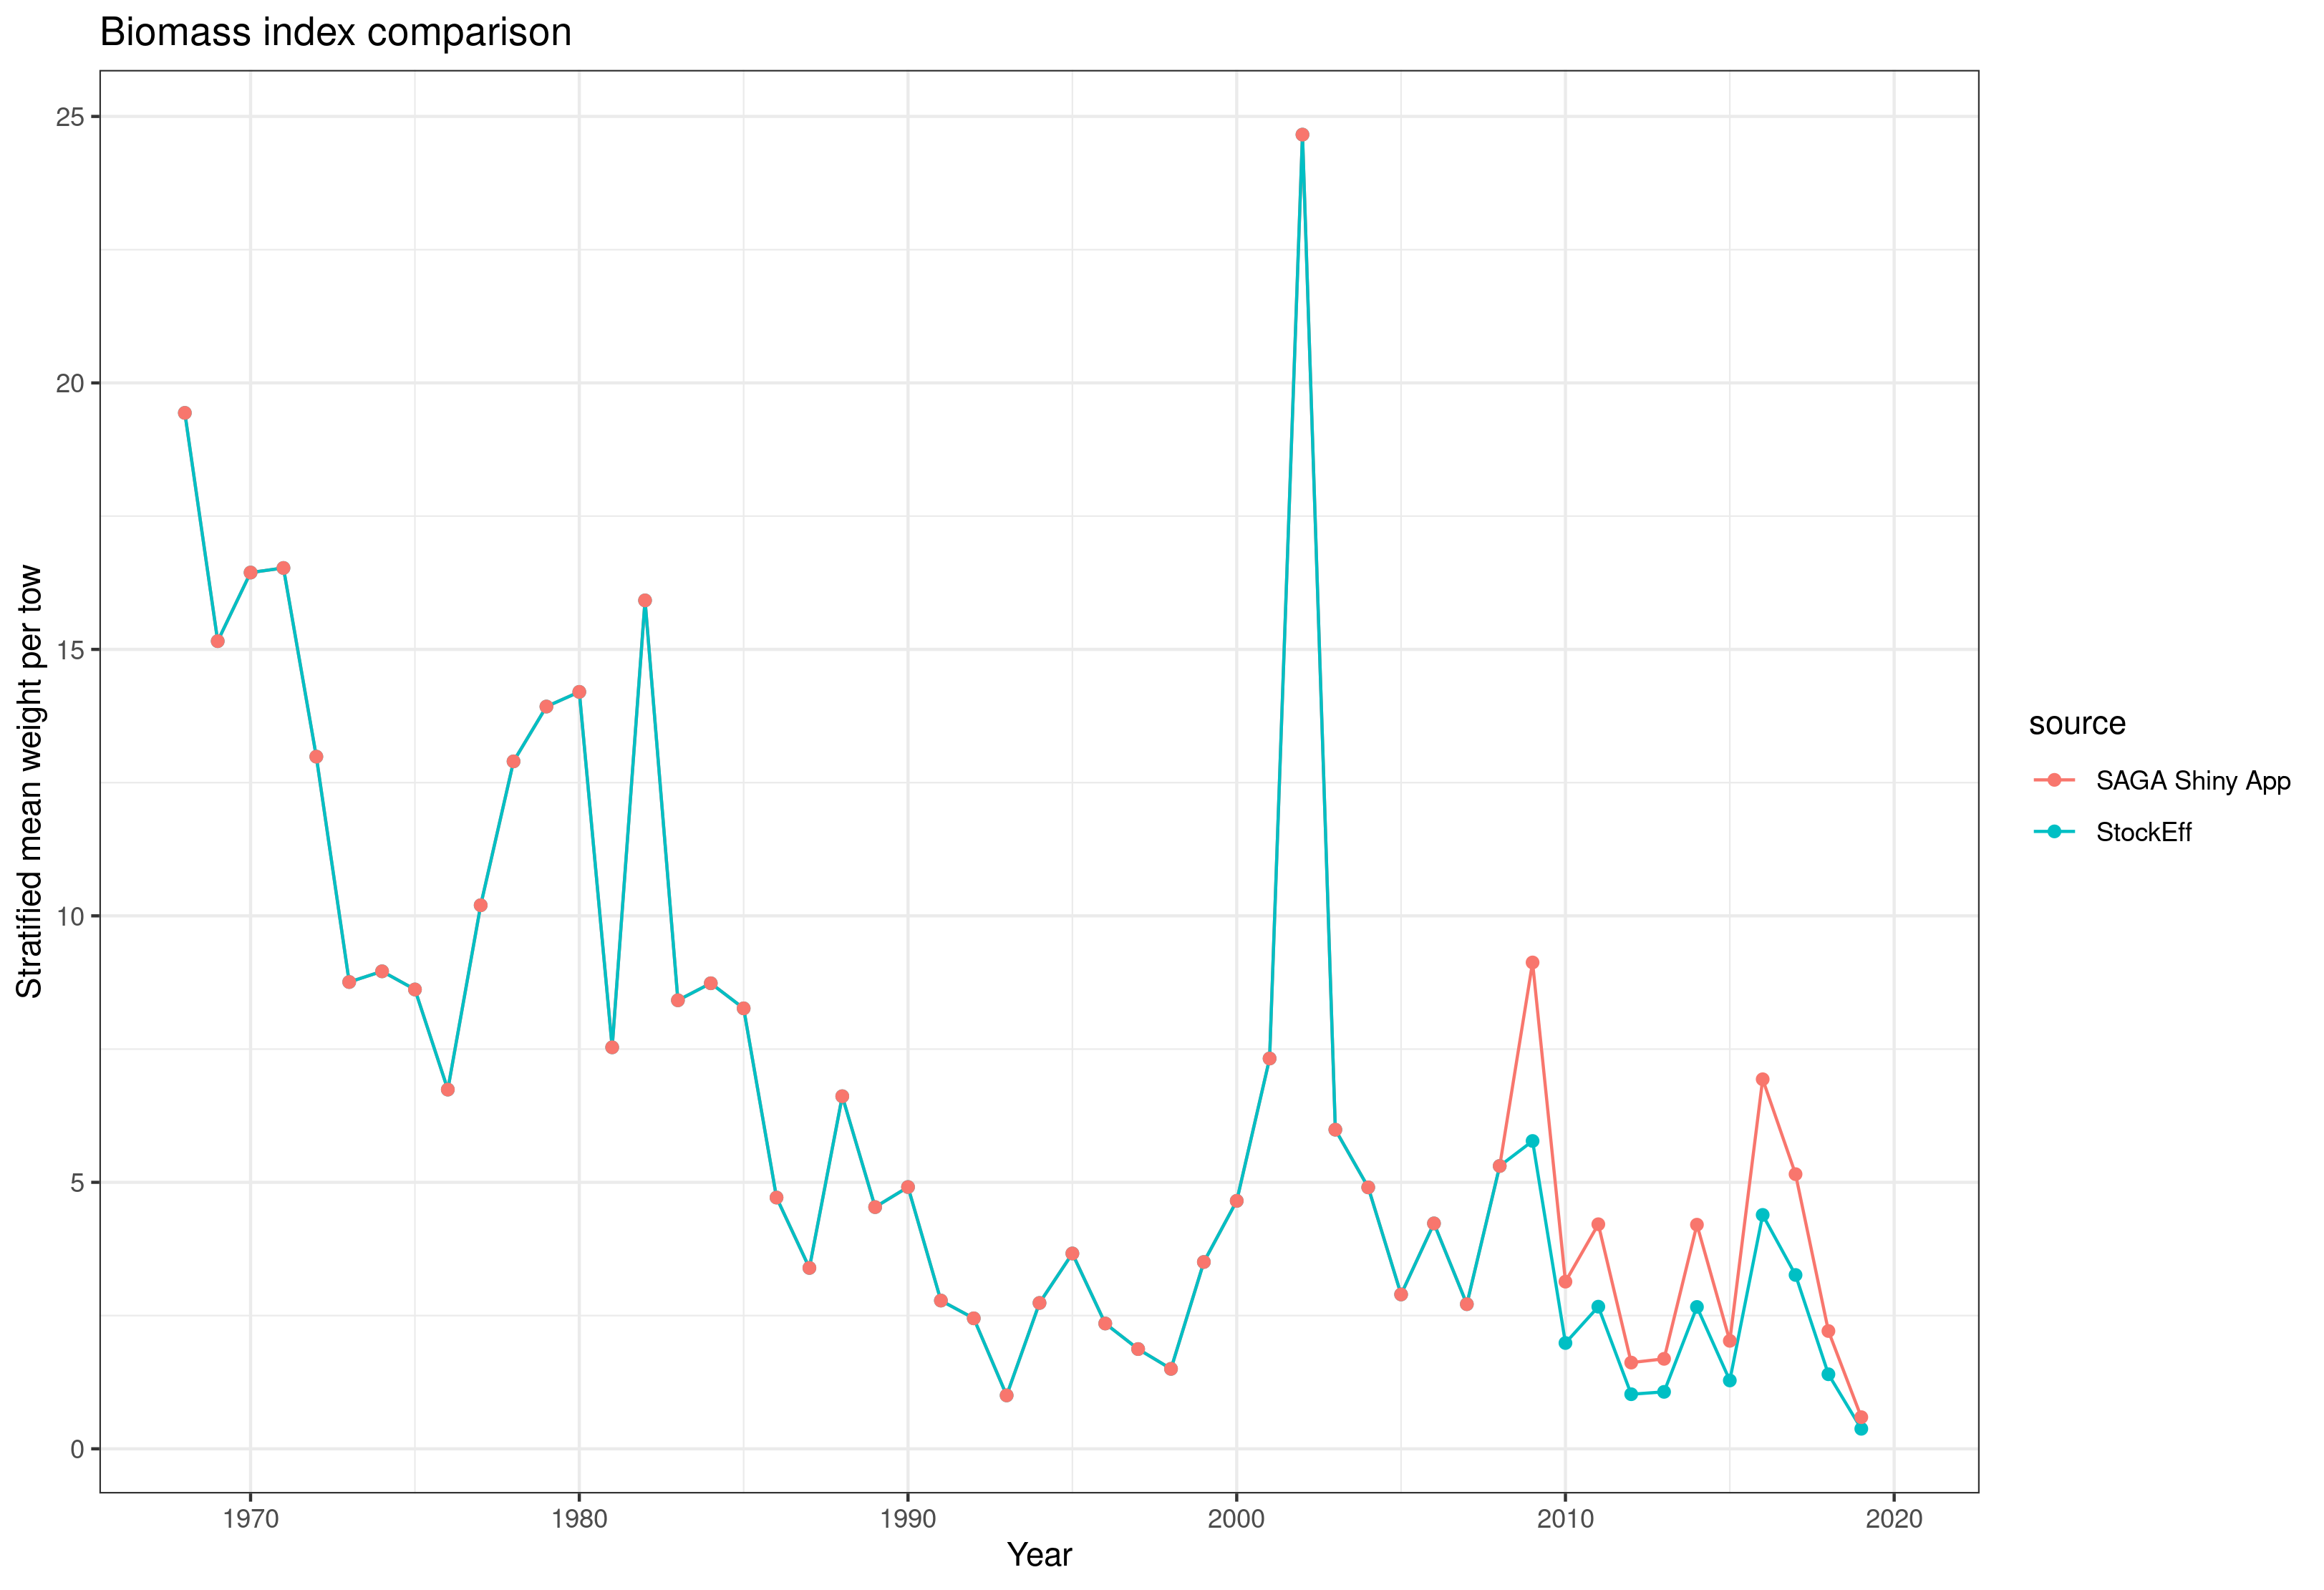 Biomass index comparison
Stratified mean weight per tow
25
20
15
10
5
0
1970
1980
1990
2000
2010
2020
Year
source
SAGA Shiny App
StockEff